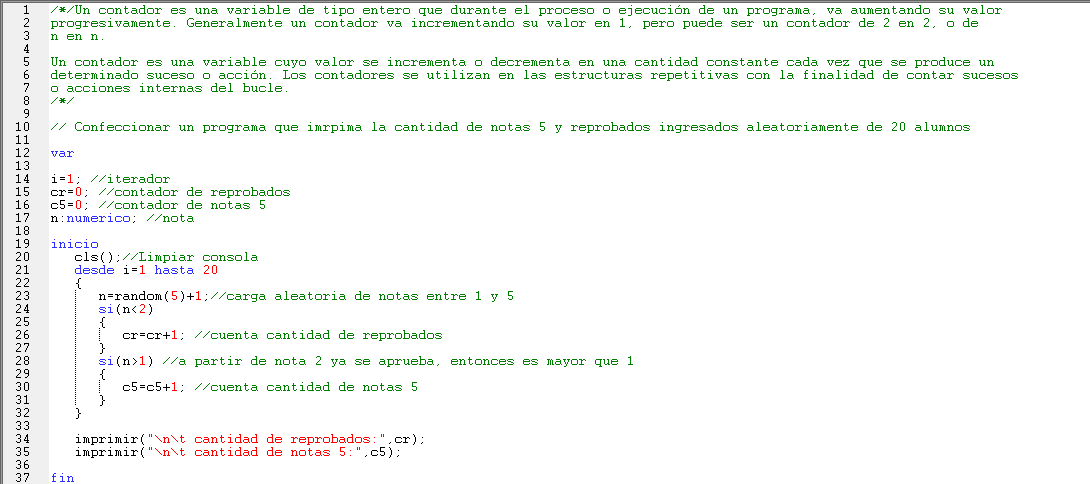 1 /*/Un contador es una variable de tipo entero que durante el proceso o ejecución de un programa, va aumentando su valor
2 progresivamente. Generalmente un contador va incrementando su valor en 1, pero puede ser un contador de 2 en 2, o de
3 n en n.
4
5 Un contador es una variable cuyo valor se incrementa o decrementa en una cantidad constante cada vez que se produce un
6 determinado suceso o acción. Los contadores se utilizan en las estructuras repetitivas con la finalidad de contar sucesos
7 o acciones internas del bucle.
8 /*/
9
10 // Confeccionar un programa que imrpima la cantidad de notas 5 y reprobados ingresados aleatoriamente de 20 alumnos
11
12 var
13
14 i=1; //iterador
15 cr=0; //contador de reprobados
16 c5=0; //contador de notas 5
17 n:numerico; //nota
18
19 inicio
20 cls();//Limpiar consola
21 desde i=1 hasta 20
22 {
23 n=random(5)+1;//carga aleatoria de notas entre 1 y 5
24 si(n<2)
25 {
26 cr=cr+1; //cuenta cantidad de reprobados
27 }
28 si(n>1) //a partir de nota 2 ya se aprueba, entonces es mayor que 1
29 {
30 c5=c5+1; //cuenta cantidad de notas 5
31 }
32 }
33
34 imprimir("\n\t cantidad de reprobados:",cr);
35 imprimir("\n\t cantidad de notas 5:",c5);
36
37 fin